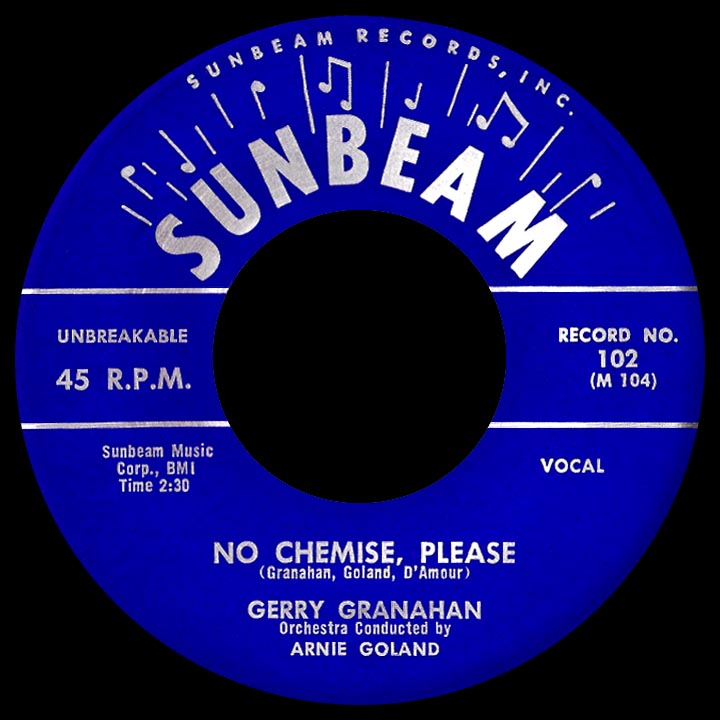 SUNBEAM RECORDS, INC.
SUNBEAM
UNBREAKABLE
45 R.P.M.
RECORD NO.
102
(M 104)
Sunbeam Music
Corp., BMI
Time 2:30
VOCAL
NO CHEMISE, PLEASE
(Granahan, Goland, D'Amour)
GERRY GRANAHAN
Orchestra Conducted by
ARNIE GOLAND